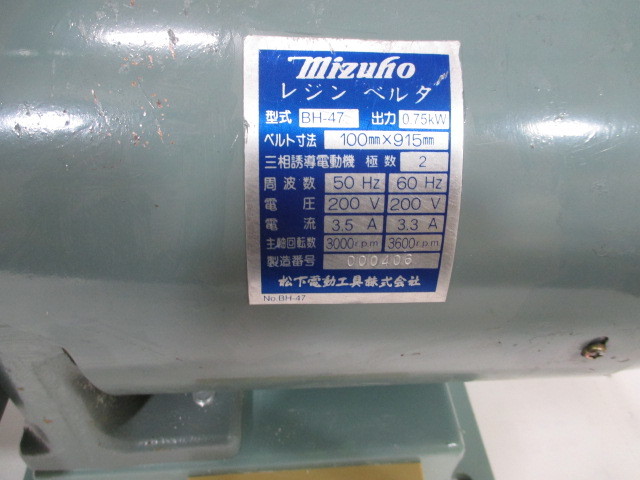 Mizuho
レジン ベルタ
型式 BH-47 出力 0.75kW
ベルト寸法 100mm×915mm
三相誘導電動機 極数 2
周波数 50 Hz 60 Hz
電圧 200 V 200 V
電流 3.5 A 3.3 A
主軸回転数 3000r.p.m 3600r.p.m
製造番号 000406
松下電動工具株式会社
No.BH-47